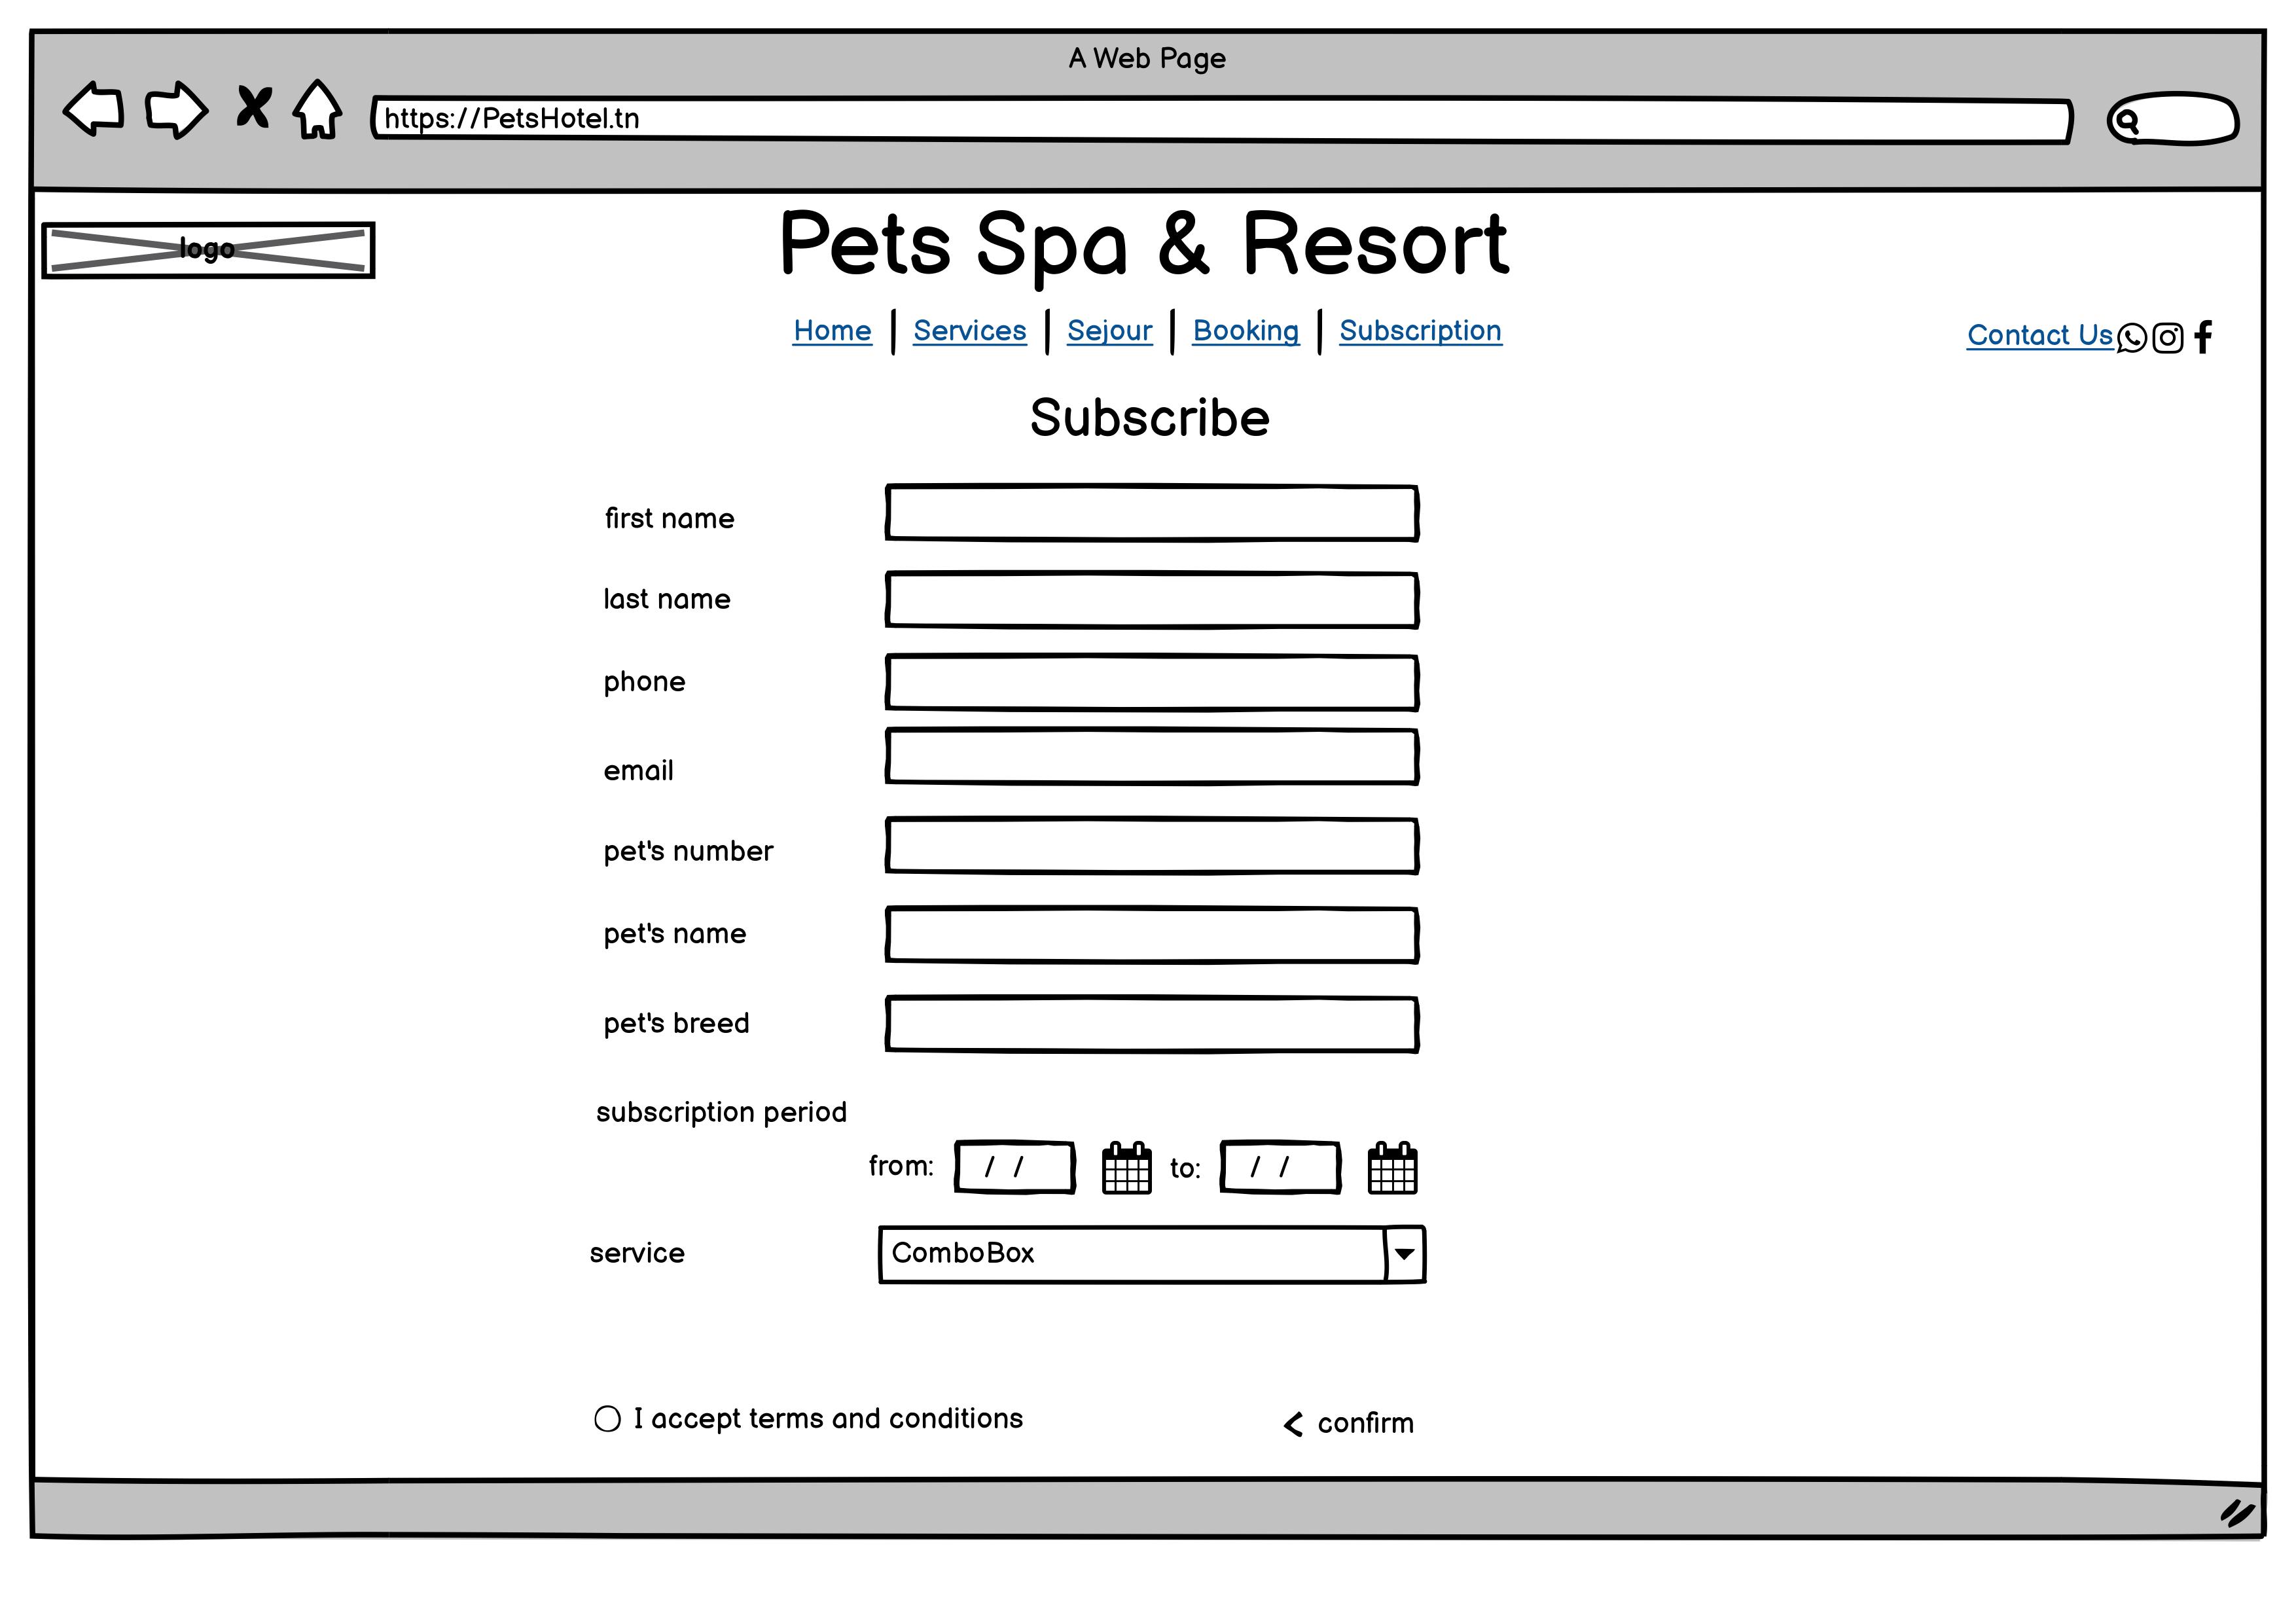 A Web Page
https://PetsHotel.tn
logo
Pets Spa & Resort
Home Services Sejour Booking Subscription
Contact Us
Subscribe
first name
last name
phone
email
pet's number
pet's name
pet's breed
subscription period
from: / / to: / /
service ComboBox
I accept terms and conditions confirm